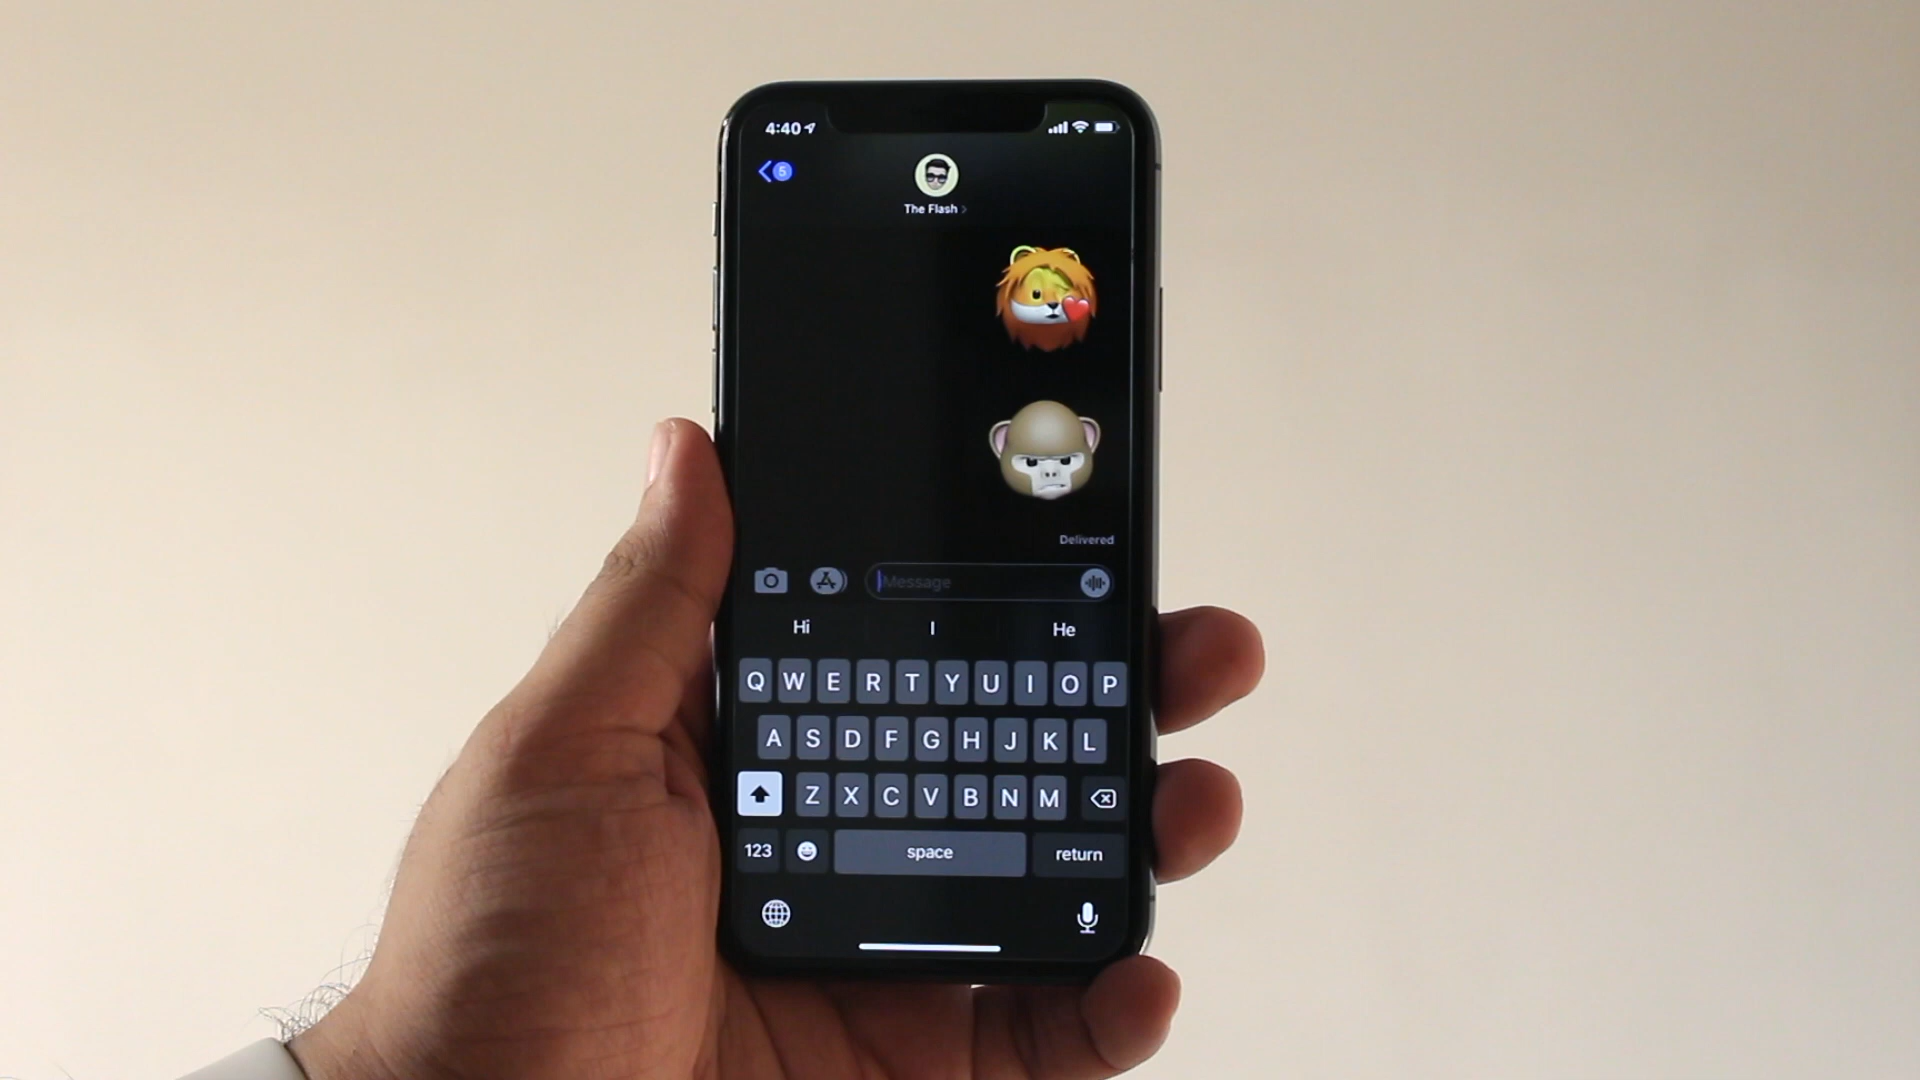 4:40
5
The Flash
Delivered
Message
Hi I He
Q W E R T Y U I O P
A S D F G H J K L
Z X C V B N M
123 space return